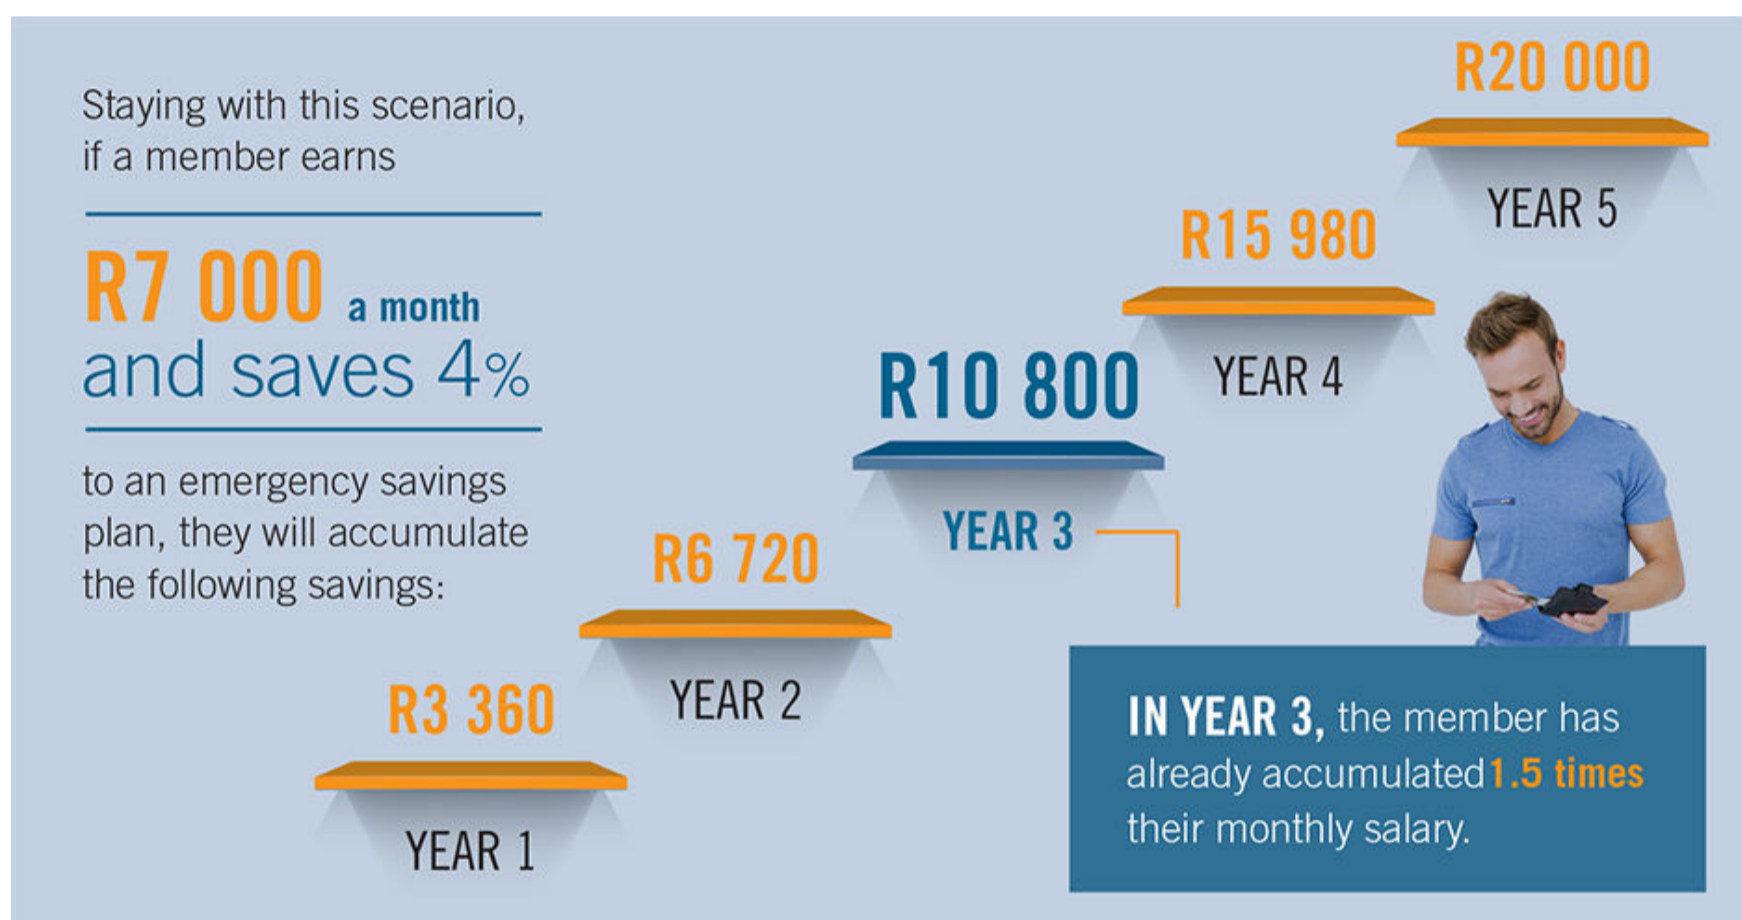 Staying with this scenario,
if a member earns
R7 000 a month
and saves 4%
to an emergency savings
plan, they will accumulate
the following savings:
R3 360
YEAR 1
R6 720
YEAR 2
R10 800
YEAR 3
R15 980
YEAR 4
R20 000
YEAR 5
IN YEAR 3, the member has
already accumulated 1.5 times
their monthly salary.